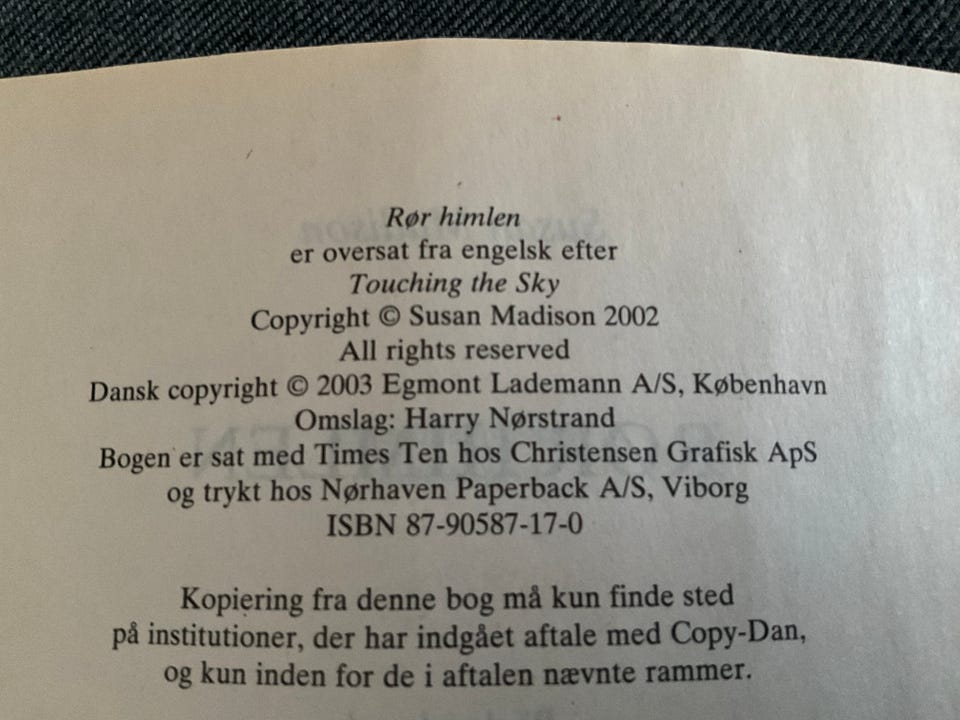 Rør himlen
er oversat fra engelsk efter
Touching the Sky
Copyright © Susan Madison 2002
All rights reserved
Dansk copyright © 2003 Egmont Lademann A/S, København
Omslag: Harry Nørstrand
Bogen er sat med Times Ten hos Christensen Grafisk ApS
og trykt hos Nørhaven Paperback A/S, Viborg
ISBN 87-90587-17-0
Kopiering fra denne bog må kun finde sted
på institutioner, der har indgået aftale med Copy-Dan,
og kun inden for de i aftalen nævnte rammer.